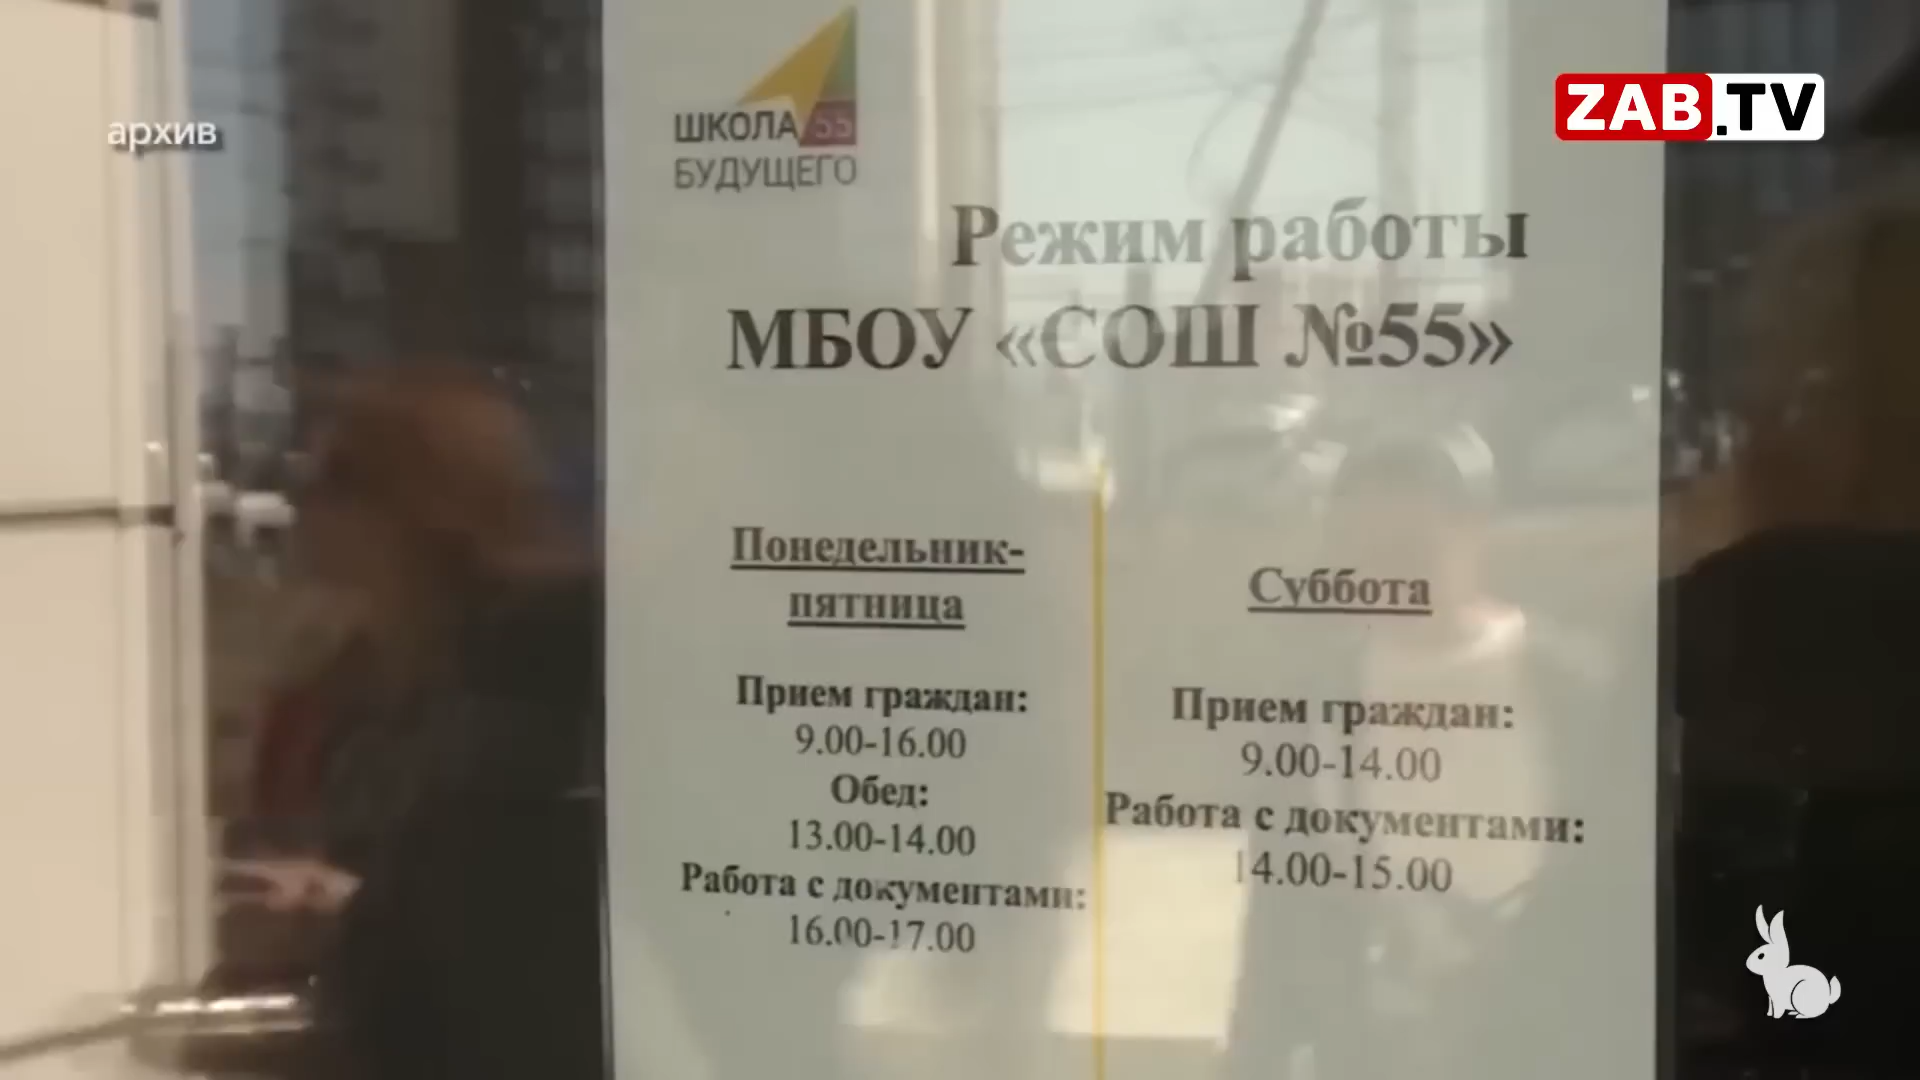 архив
ZAB.TV
ШКОЛА 55
БУДУЩЕГО
Режим работы
МБОУ «СОШ №55»
Понедельник-
пятница
Прием граждан:
9.00-16.00
Обед:
13.00-14.00
Работа с документами:
16.00-17.00
Суббота
Прием граждан:
9.00-14.00
Работа с документами:
14.00-15.00